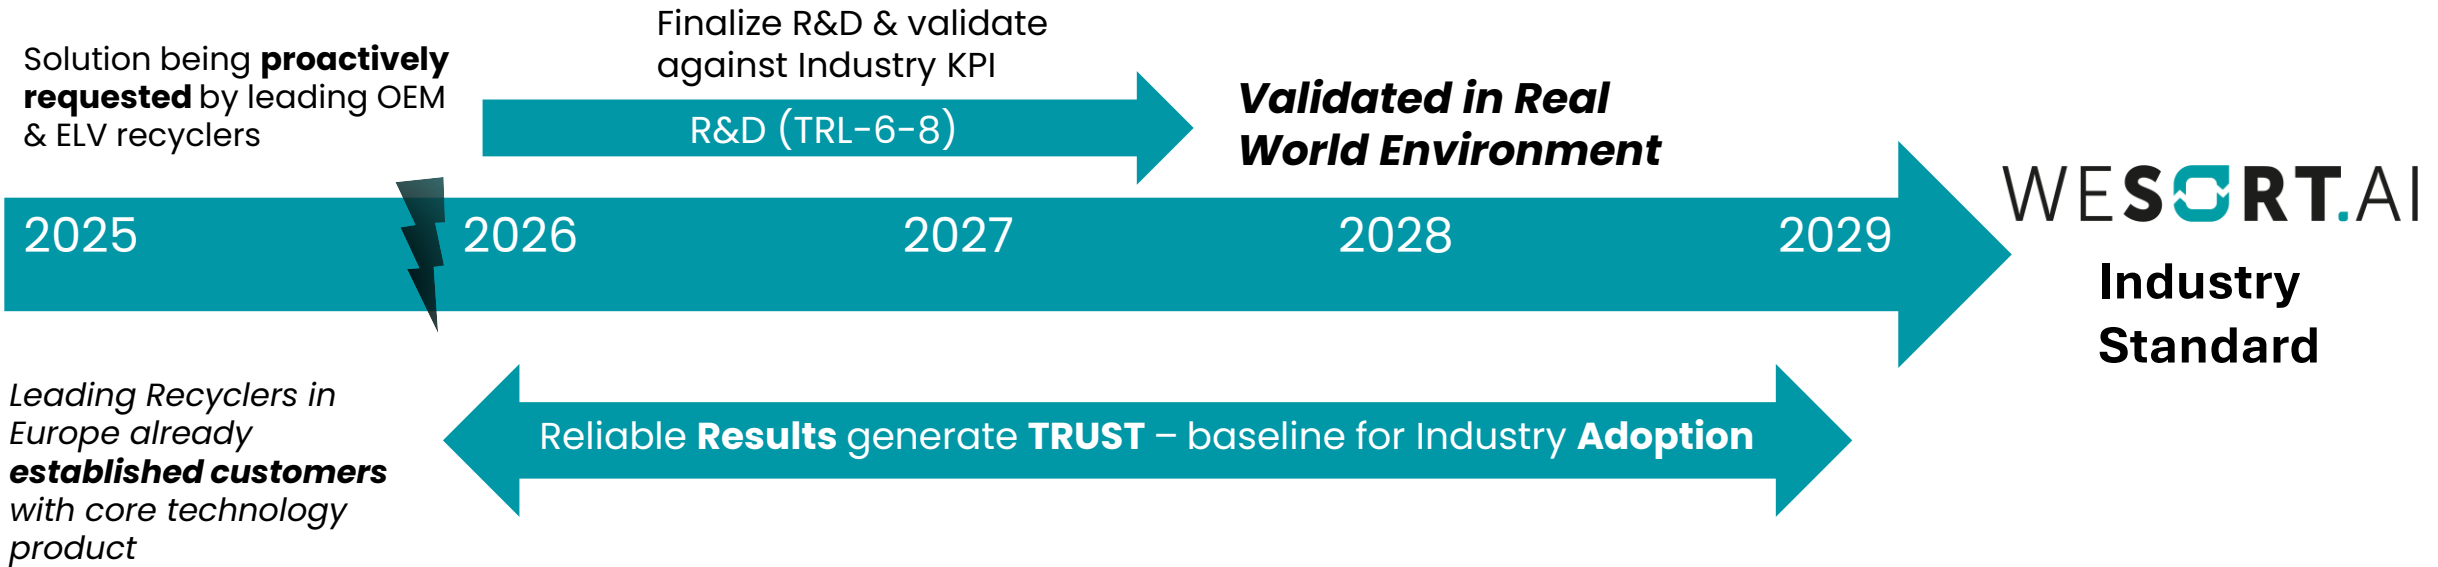 Finalize R&D & validate
against Industry KPI
Solution being proactively
requested by leading OEM
& ELV recyclers
R&D (TRL-6-8)
Validated in Real
World Environment
2025 2026 2027 2028 2029
WESORT.AI
Industry
Standard
Leading Recyclers in
Europe already
established customers
with core technology
product
Reliable Results generate TRUST – baseline for Industry Adoption